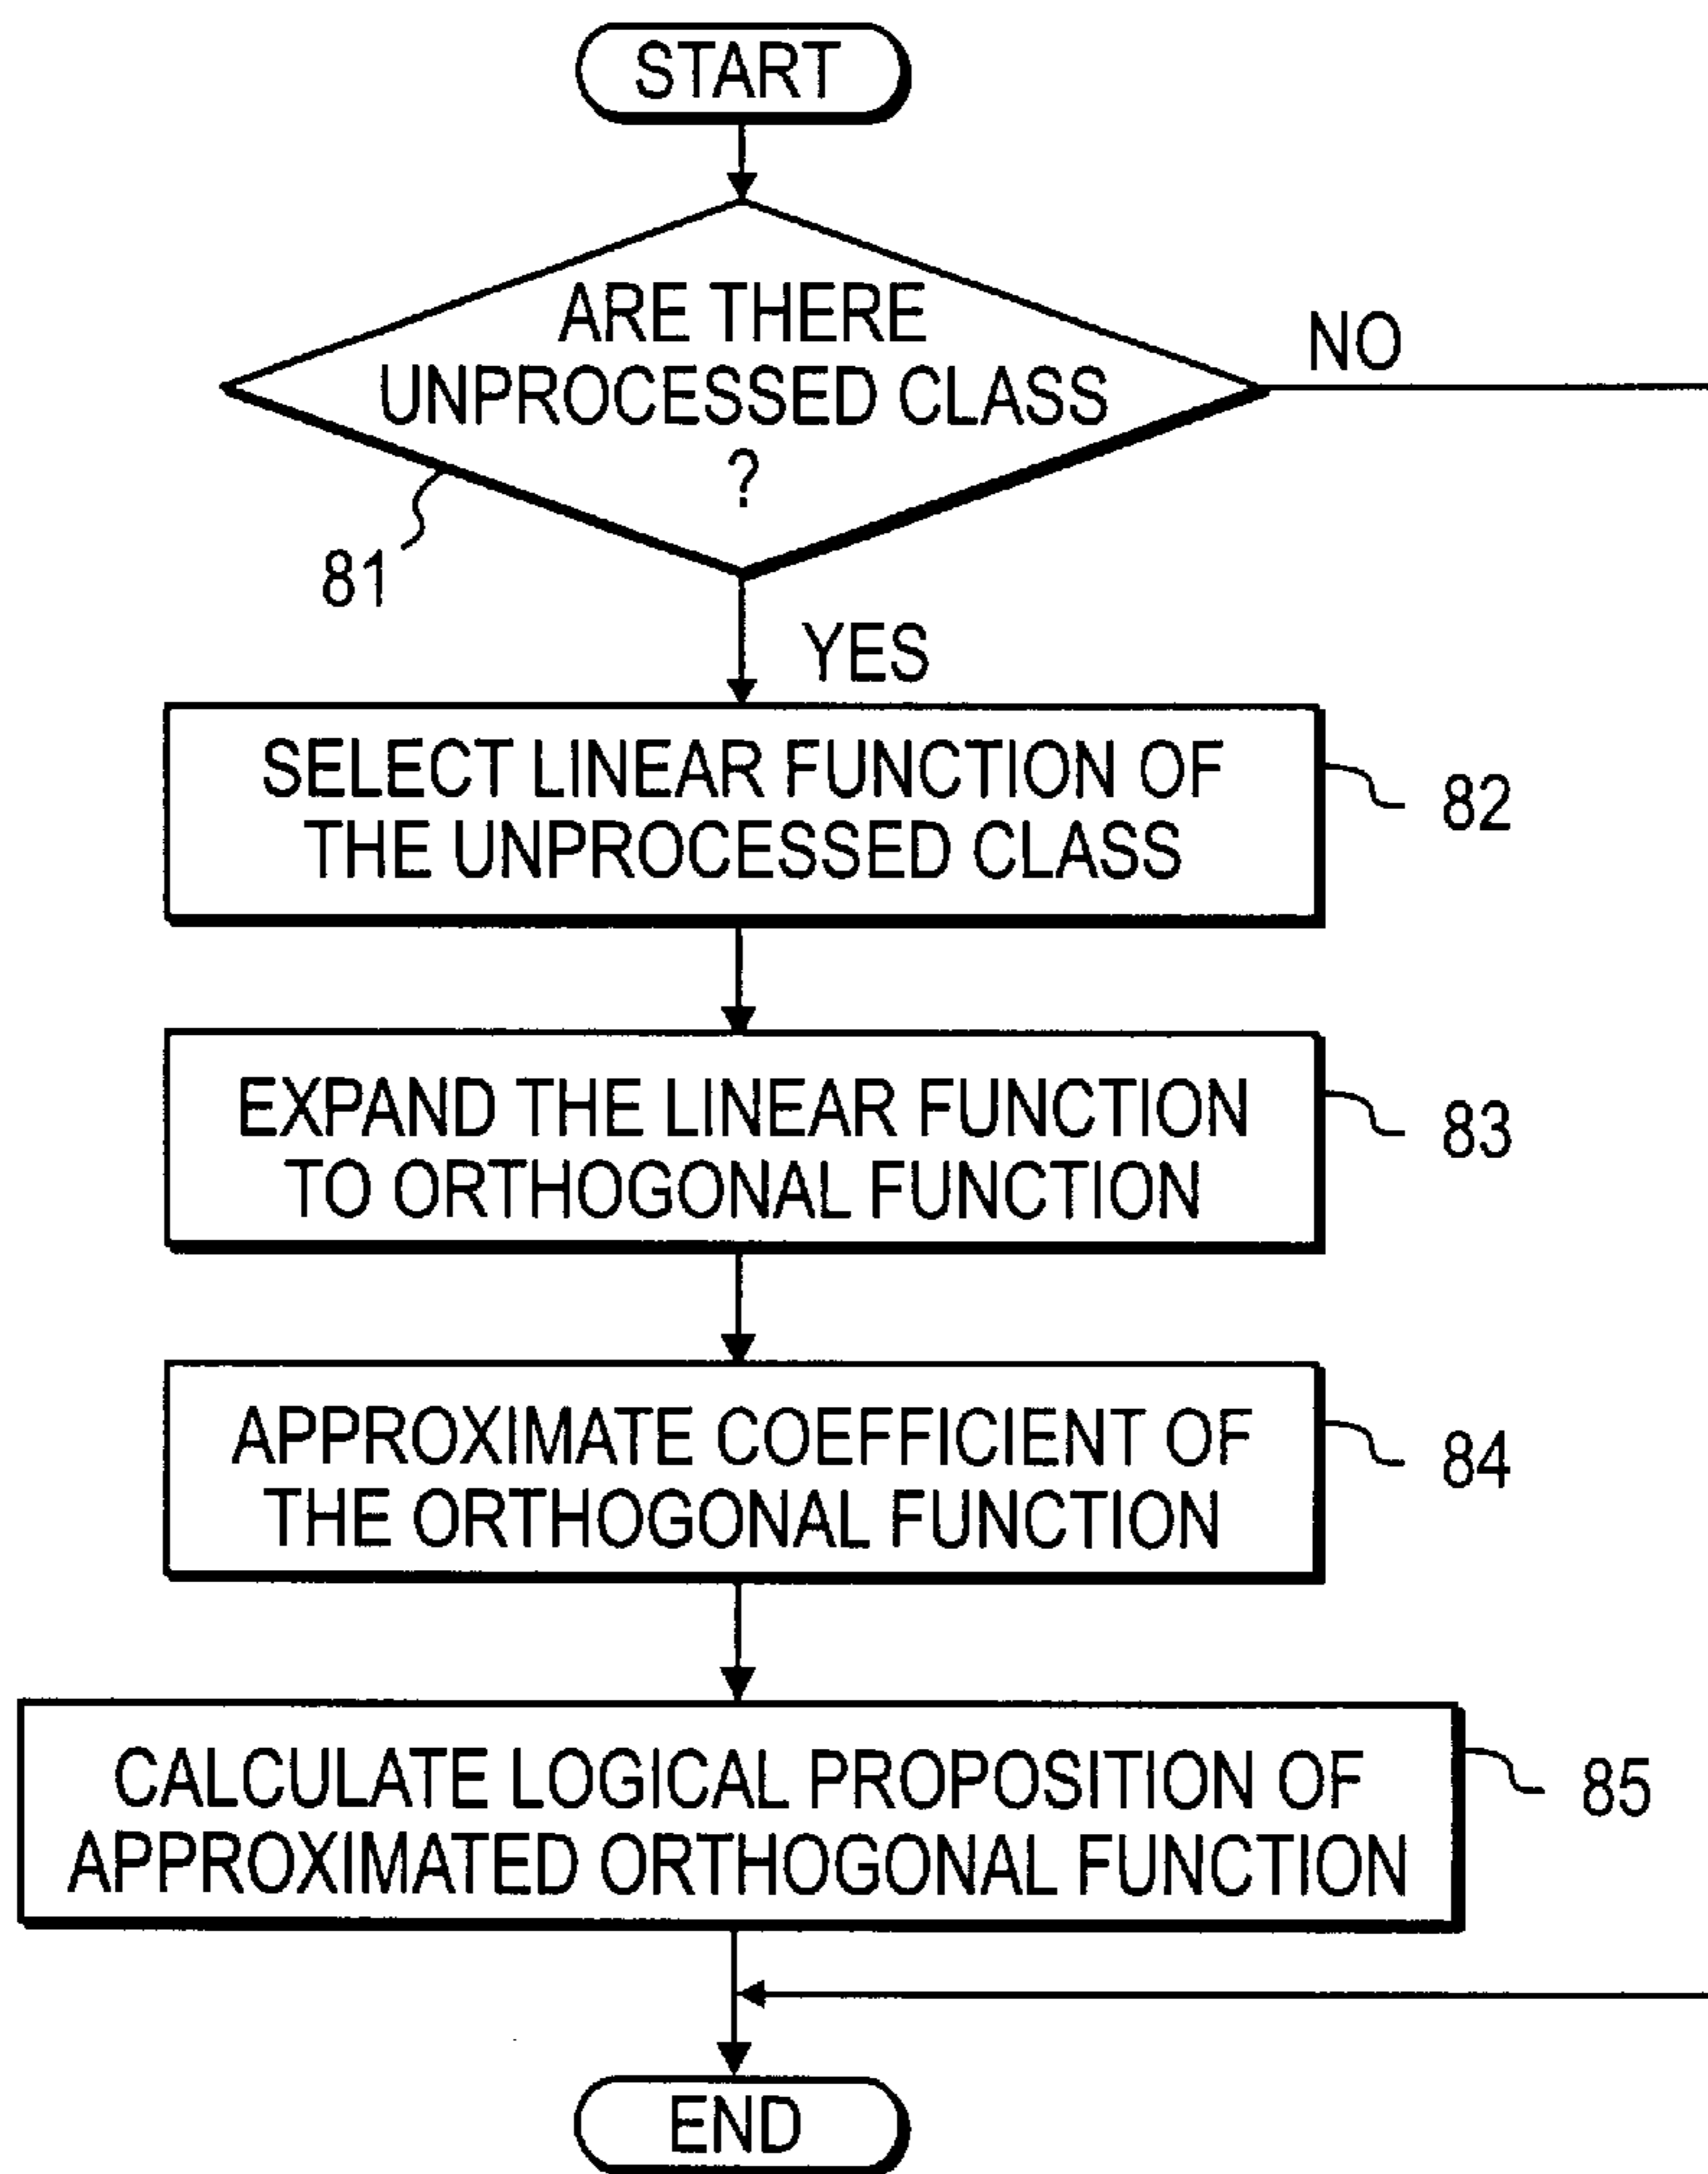 START
ARE THERE
UNPROCESSED CLASS
?
NO
81
YES
SELECT LINEAR FUNCTION OF
THE UNPROCESSED CLASS
82
EXPAND THE LINEAR FUNCTION
TO ORTHOGONAL FUNCTION
83
APPROXIMATE COEFFICIENT OF
THE ORTHOGONAL FUNCTION
84
CALCULATE LOGICAL PROPOSITION OF
APPROXIMATED ORTHOGONAL FUNCTION
85
END